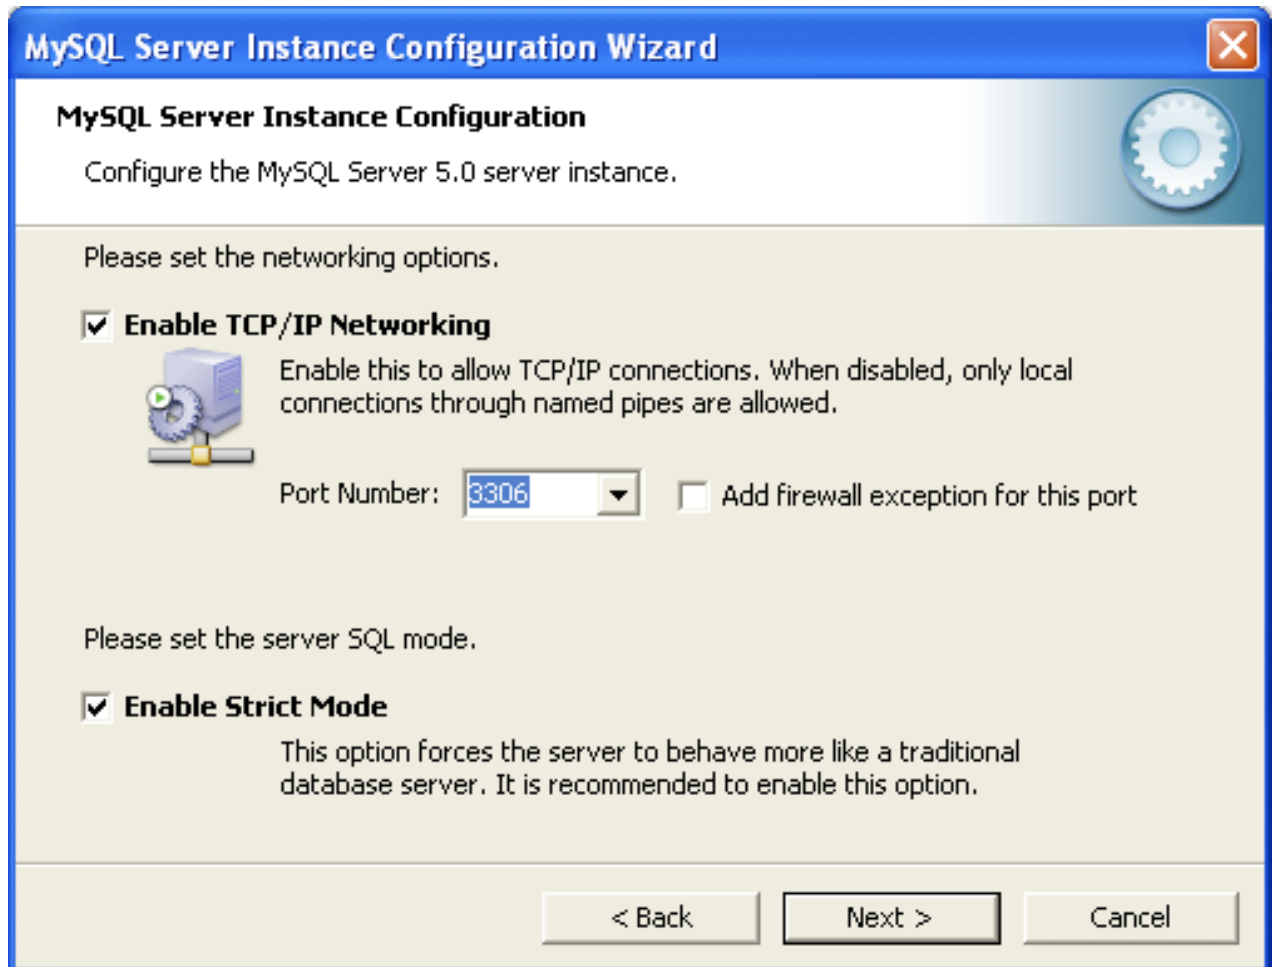 MySQL Server Instance Configuration Wizard
MySQL Server Instance Configuration
Configure the MySQL Server 5.0 server instance.
Please set the networking options.
Enable TCP/IP Networking
Enable this to allow TCP/IP connections. When disabled, only local
connections through named pipes are allowed.
Port Number: 3306 Add firewall exception for this port
Please set the server SQL mode.
Enable Strict Mode
This option forces the server to behave more like a traditional
database server. It is recommended to enable this option.
< Back Next > Cancel